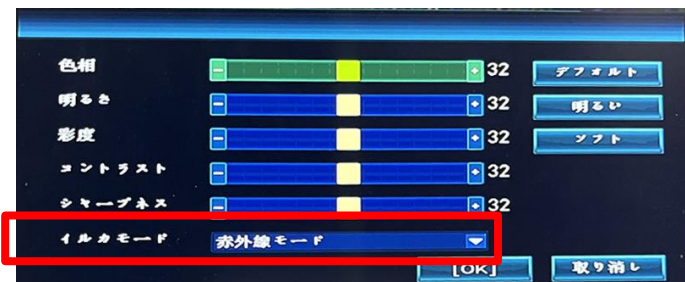 色相 - + 32 デフォルト
明るさ - + 32 明るい
彩度 - + 32 ソフト
コントラスト - + 32
シャープネス - + 32
イルカモード 赤外線モード
[OK] 取り消し